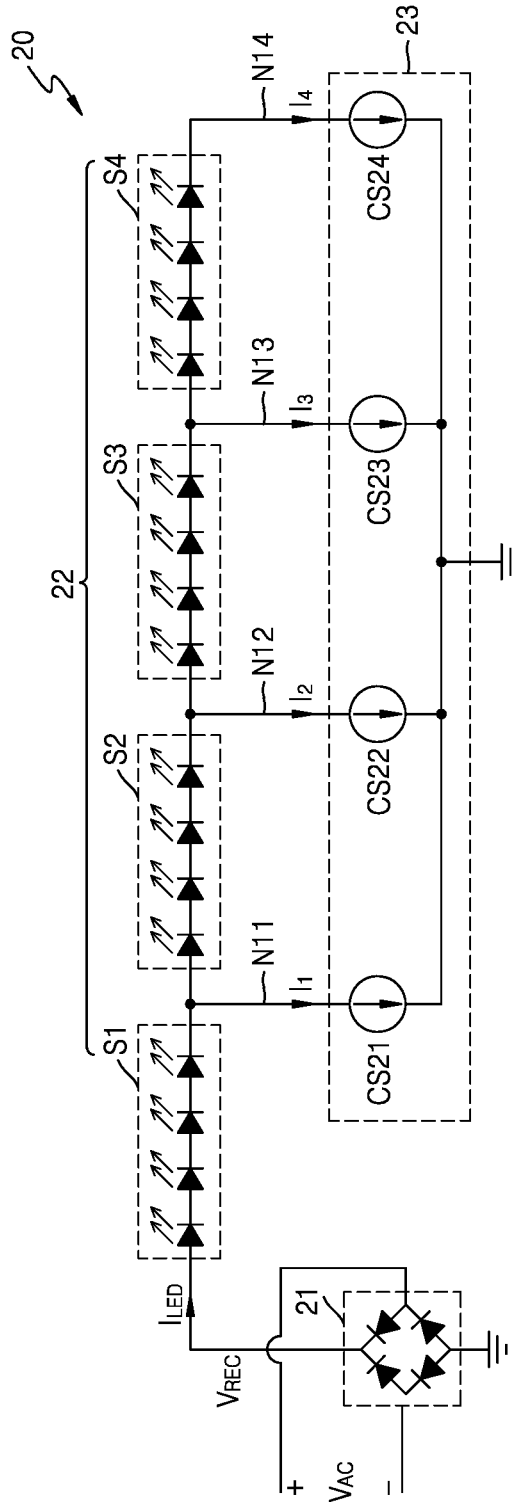 20
22
S1
S2
S3
S4
ILED
VREC
N11
N12
N13
N14
I1
I2
I3
I4
21
23
+
VAC
−
CS21
CS22
CS23
CS24